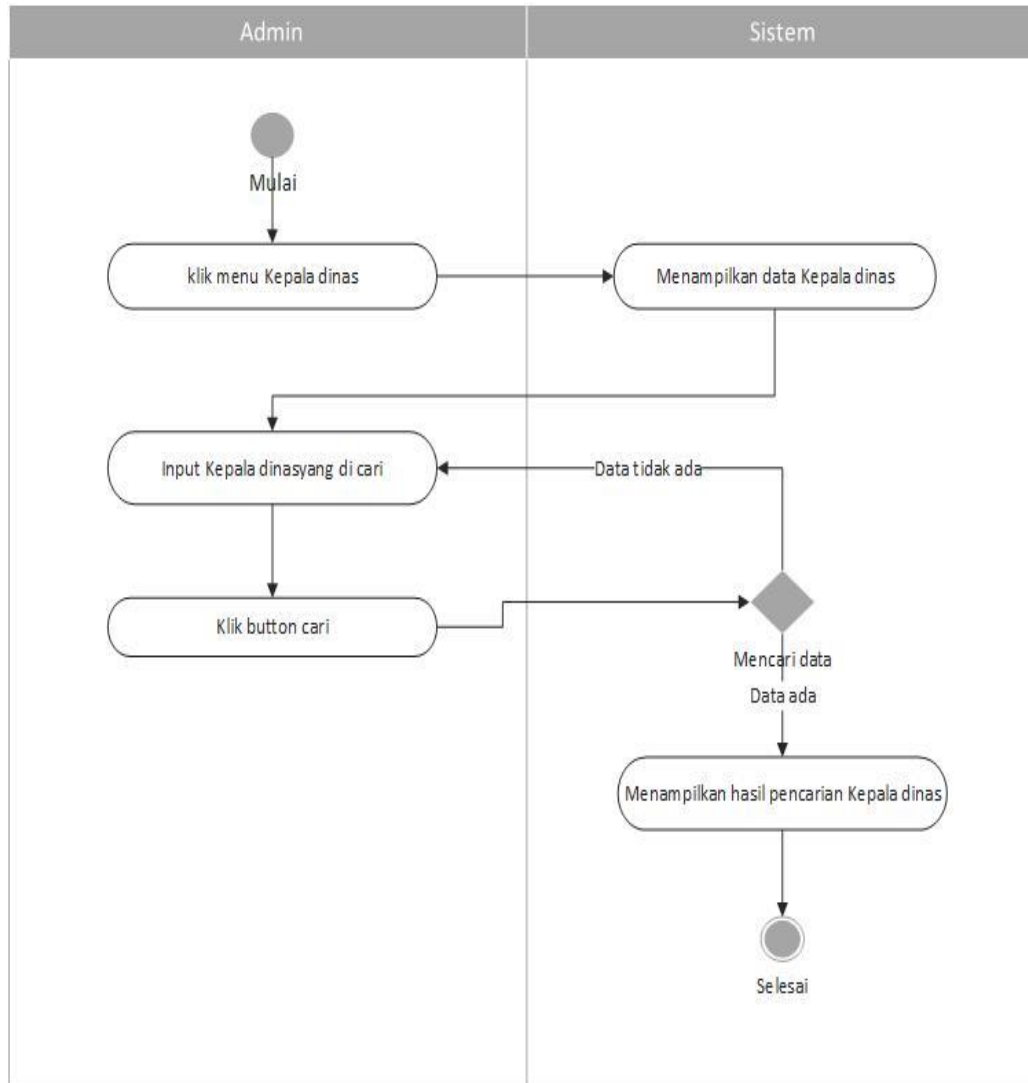 Admin
Sistem
Mulai
klik menu Kepala dinas
Menampilkan data Kepala dinas
Input Kepala dinasyang di cari
Data tidak ada
Klik button cari
Mencari data
Data ada
Menampilkan hasil pencarian Kepala dinas
Selesai